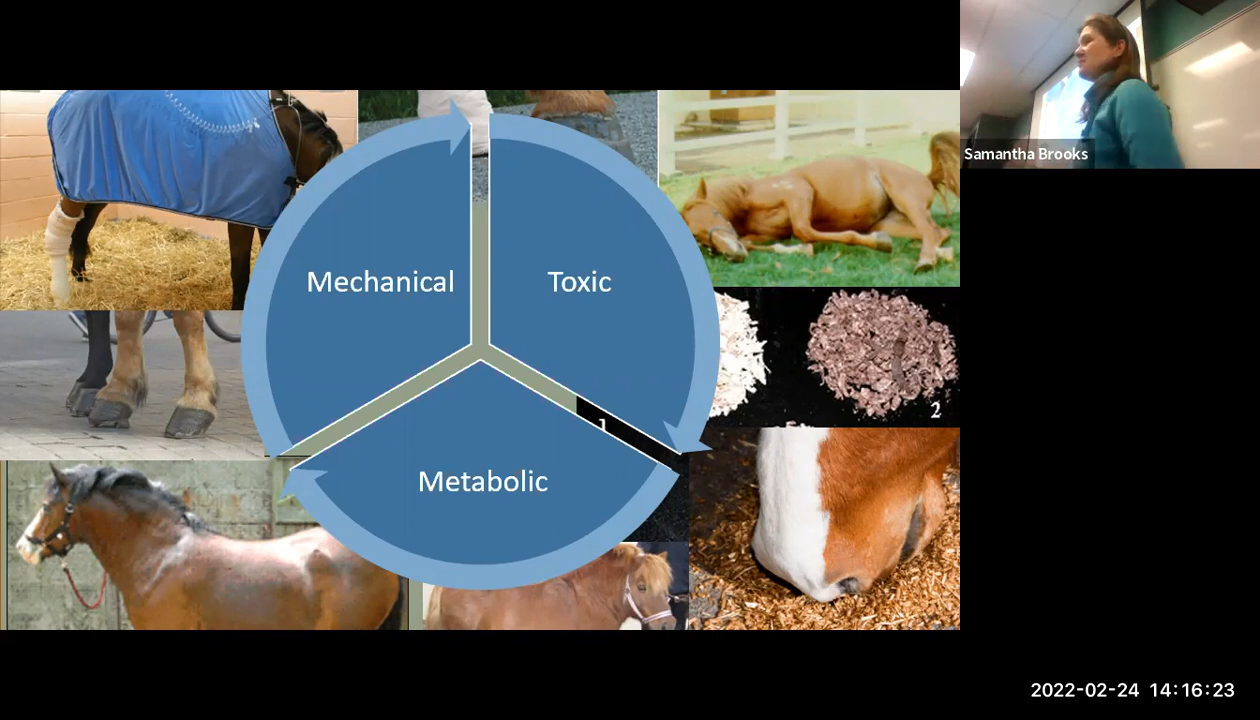 Samantha Brooks
Mechanical
Toxic
1
2
Metabolic
2022-02-24 14:16:23